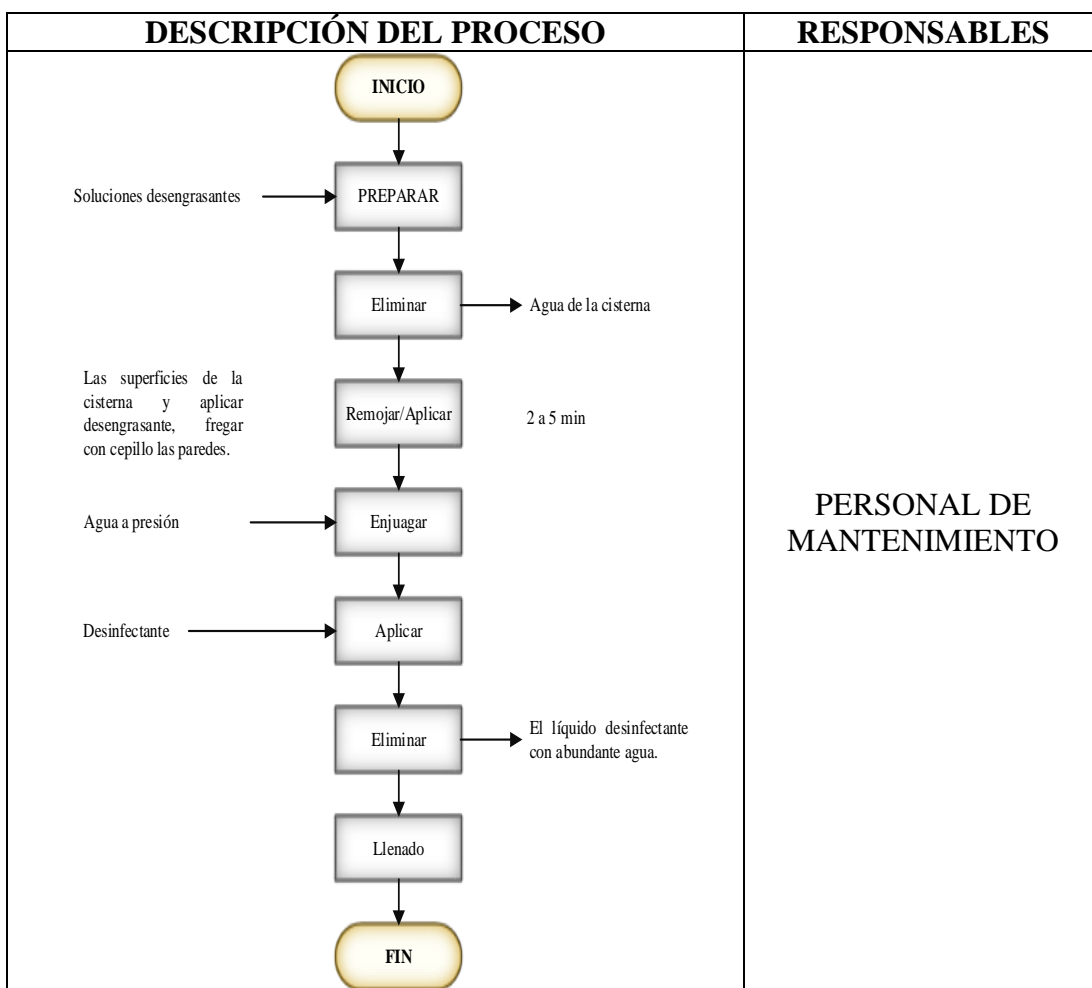 DESCRIPCIÓN DEL PROCESO
RESPONSABLES
INICIO
Soluciones desengrasantes
PREPARAR
Eliminar
Agua de la cisterna
Las superficies de la
cisterna y aplicar
desengrasante, fregar
con cepillo las paredes.
Remojar/Aplicar
2 a 5 min
Agua a presión
Enjuagar
Desinfectante
Aplicar
Eliminar
El líquido desinfectante
con abundante agua.
Llenado
FIN
PERSONAL DE
MANTENIMIENTO